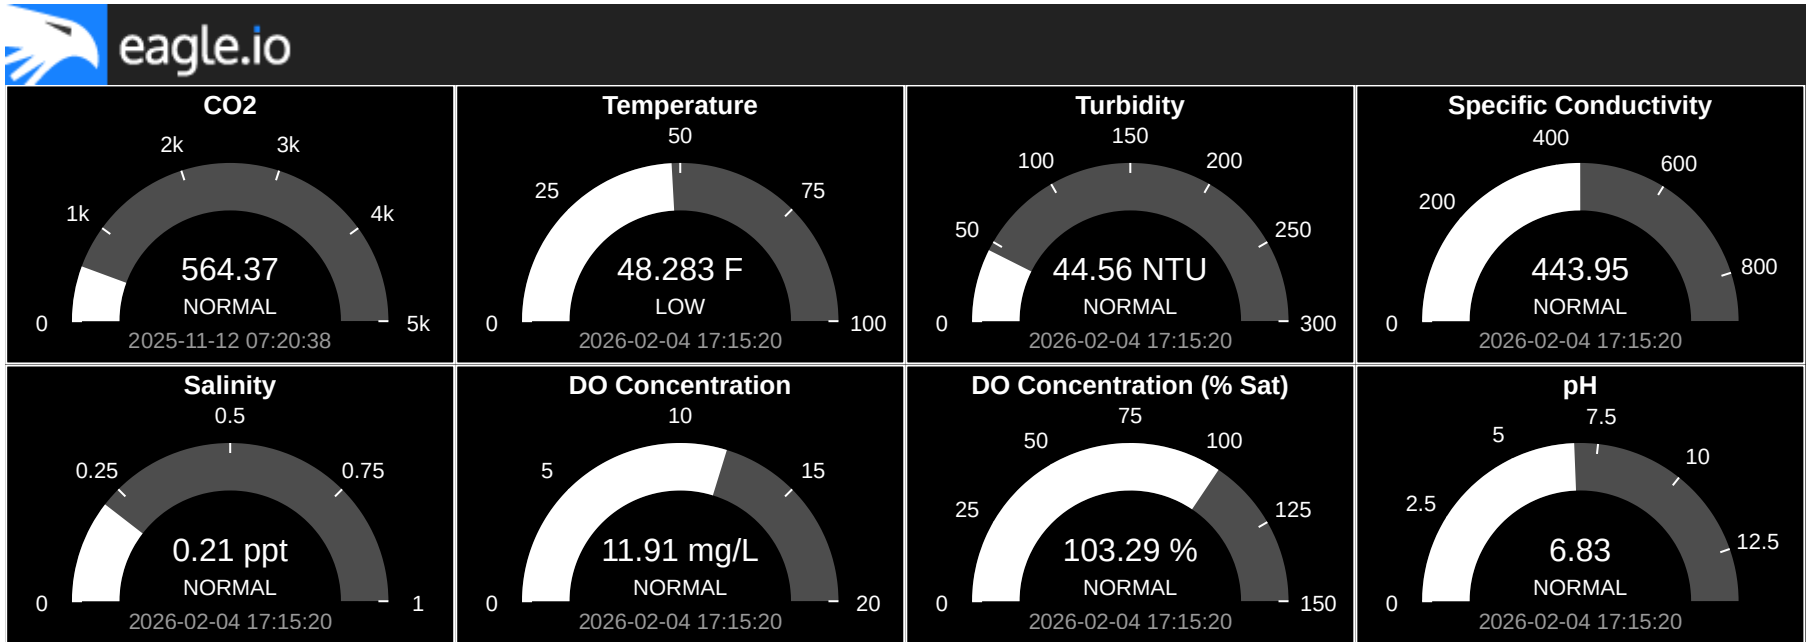 eagle.io
CO2
2k
3k
1k
4k
564.37
NORMAL
0
5k
2025-11-12 07:20:38
Temperature
50
25
75
48.283 F
LOW
0
100
2026-02-04 17:15:20
Turbidity
150
100
200
50
250
44.56 NTU
NORMAL
0
300
2026-02-04 17:15:20
Specific Conductivity
400
600
200
800
443.95
NORMAL
0
2026-02-04 17:15:20
Salinity
0.5
0.25
0.75
0.21 ppt
NORMAL
0
1
2026-02-04 17:15:20
DO Concentration
10
5
15
11.91 mg/L
NORMAL
0
20
2026-02-04 17:15:20
DO Concentration (% Sat)
75
50
100
25
125
103.29 %
NORMAL
0
150
2026-02-04 17:15:20
pH
7.5
5
10
2.5
12.5
6.83
NORMAL
0
2026-02-04 17:15:20